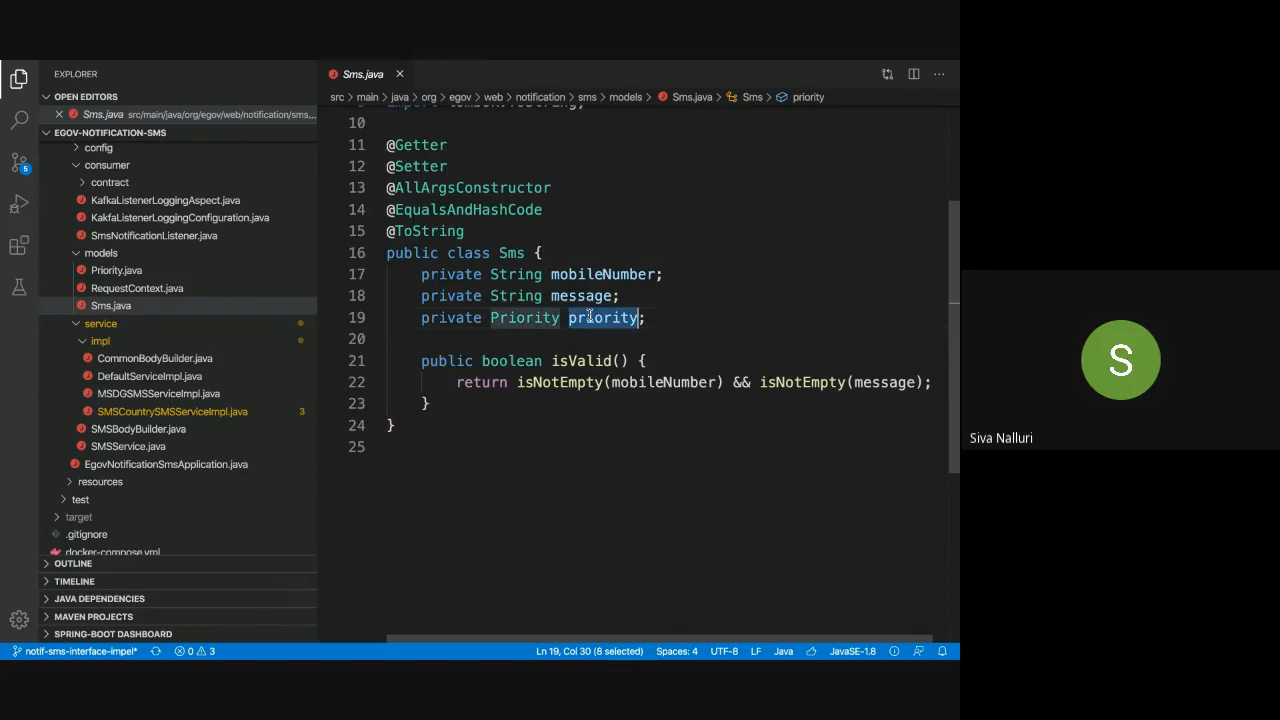 EXPLORER
OPEN EDITORS
Sms.java src/main/java/org/egov/web/notification/sms...
EGOV-NOTIFICATION-SMS
config
consumer
contract
KafkaListenerLoggingAspect.java
KakfaListenerLoggingConfiguration.java
SmsNotificationListener.java
models
Priority.java
RequestContext.java
Sms.java
service
impl
CommonBodyBuilder.java
DefaultServiceImpl.java
MSDGSMSServiceImpl.java
SMSCountrySMSServiceImpl.java 3
SMSBodyBuilder.java
SMSService.java
EgovNotificationSmsApplication.java
resources
test
target
.gitignore
docker-compose.yml
OUTLINE
TIMELINE
JAVA DEPENDENCIES
MAVEN PROJECTS
SPRING-BOOT DASHBOARD
5
Sms.java
src > main > java > org > egov > web > notification > sms > models > Sms.java > Sms > priority
10
11 @Getter
12 @Setter
13 @AllArgsConstructor
14 @EqualsAndHashCode
15 @ToString
16 public class Sms {
17 private String mobileNumber;
18 private String message;
19 private Priority priority;
20
21 public boolean isValid() {
22 return isNotEmpty(mobileNumber) && isNotEmpty(message);
23 }
24 }
25
notif-sms-interface-impel* 0 3 Ln 19, Col 30 (8 selected) Spaces: 4 UTF-8 LF Java JavaSE-1.8
S
Siva Nalluri